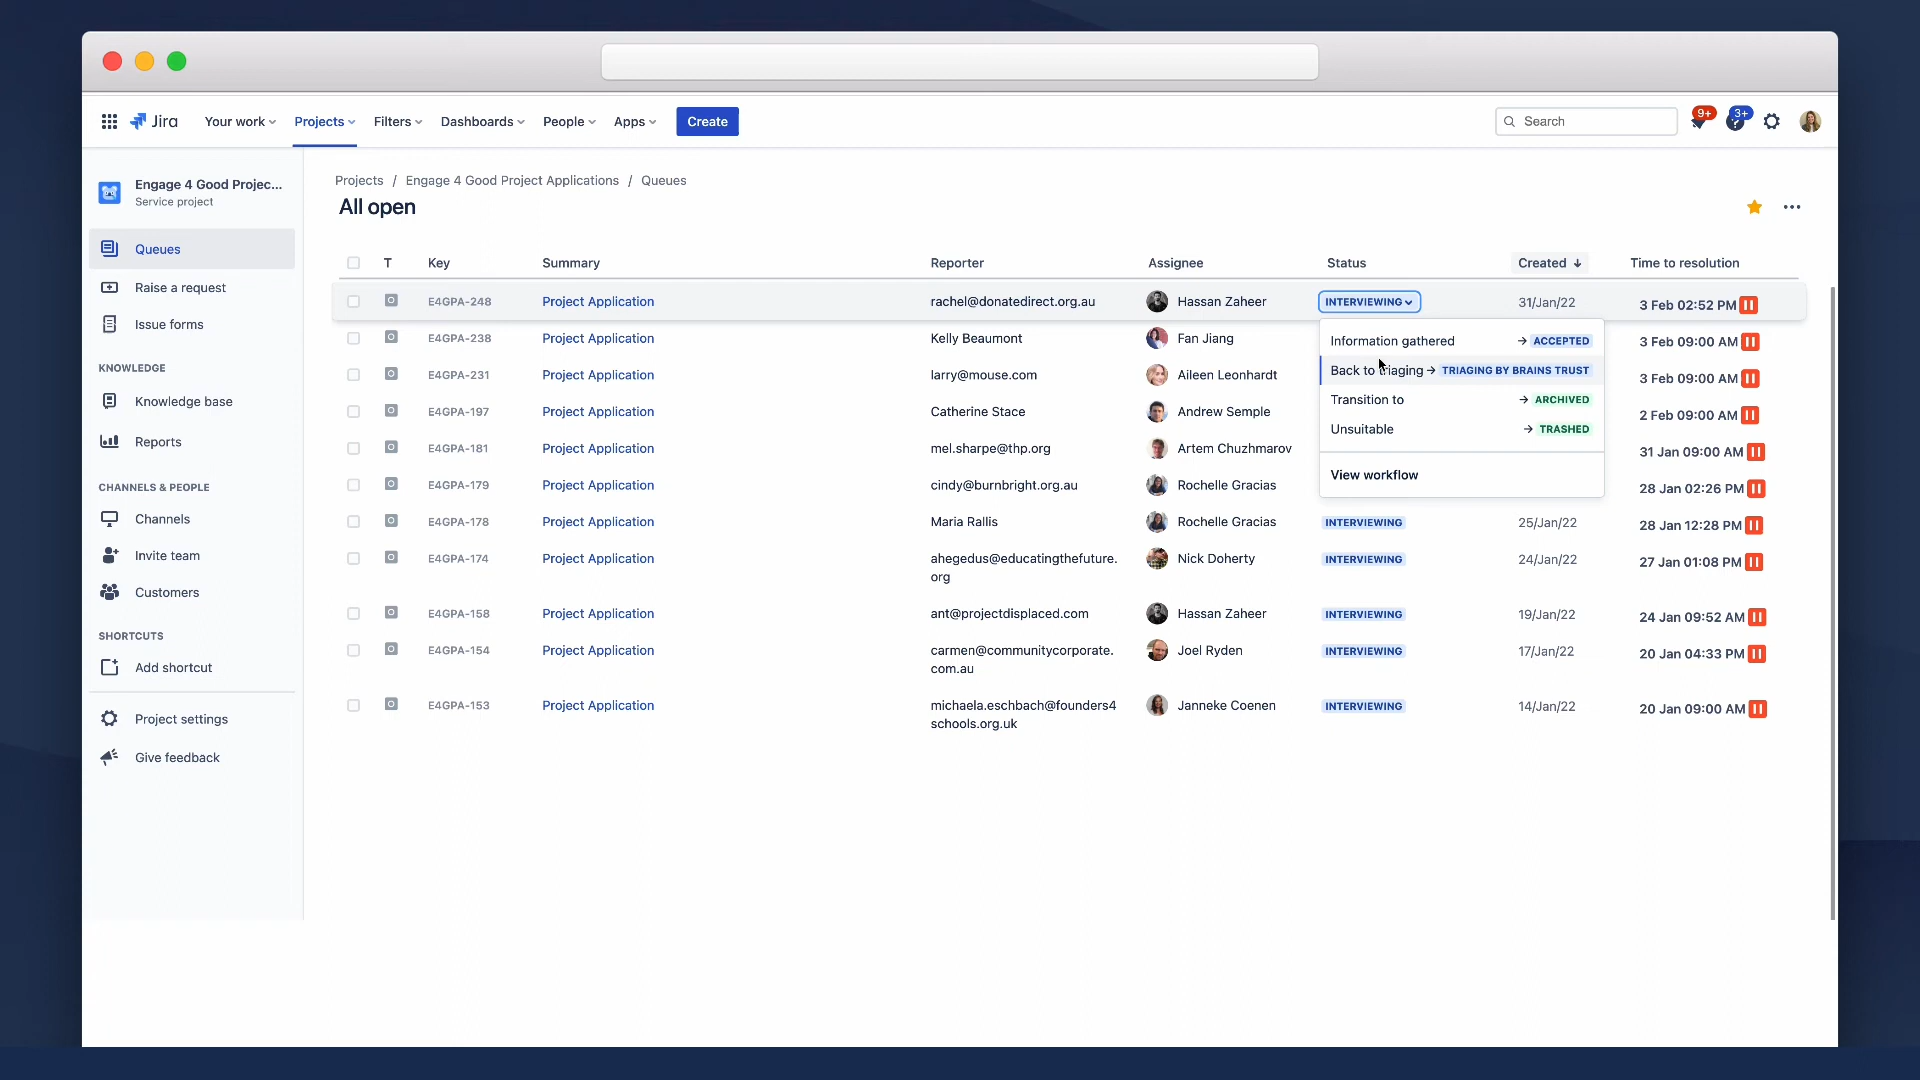 Jira
Your work
Projects
Filters
Dashboards
People
Apps
Create
Search
9+
3+
Engage 4 Good Projec...
Service project
Queues
Raise a request
Issue forms
KNOWLEDGE
Knowledge base
Reports
CHANNELS & PEOPLE
Channels
Invite team
Customers
SHORTCUTS
Add shortcut
Project settings
Give feedback
Projects / Engage 4 Good Project Applications / Queues
All open
T Key Summary Reporter Assignee Status Created ↓ Time to resolution
E4GPA-248 Project Application rachel@donatedirect.org.au Hassan Zaheer INTERVIEWING 31/Jan/22 3 Feb 02:52 PM
E4GPA-238 Project Application Kelly Beaumont Fan Jiang 3 Feb 09:00 AM
E4GPA-231 Project Application larry@mouse.com Aileen Leonhardt 3 Feb 09:00 AM
E4GPA-197 Project Application Catherine Stace Andrew Semple 2 Feb 09:00 AM
E4GPA-181 Project Application mel.sharpe@thp.org Artem Chuzhmarov 31 Jan 09:00 AM
E4GPA-179 Project Application cindy@burnbright.org.au Rochelle Gracias 28 Jan 02:26 PM
Information gathered → ACCEPTED
Back to triaging → TRIAGING BY BRAINS TRUST
Transition to → ARCHIVED
Unsuitable → TRASHED
View workflow
E4GPA-178 Project Application Maria Rallis Rochelle Gracias INTERVIEWING 25/Jan/22 28 Jan 12:28 PM
E4GPA-174 Project Application ahegedus@educatingthefuture. Nick Doherty INTERVIEWING 24/Jan/22 27 Jan 01:08 PM
org
E4GPA-158 Project Application ant@projectdisplaced.com Hassan Zaheer INTERVIEWING 19/Jan/22 24 Jan 09:52 AM
E4GPA-154 Project Application carmen@communitycorporate. Joel Ryden INTERVIEWING 17/Jan/22 20 Jan 04:33 PM
com.au
E4GPA-153 Project Application michaela.eschbach@founders4 Janneke Coenen INTERVIEWING 14/Jan/22 20 Jan 09:00 AM
schools.org.uk